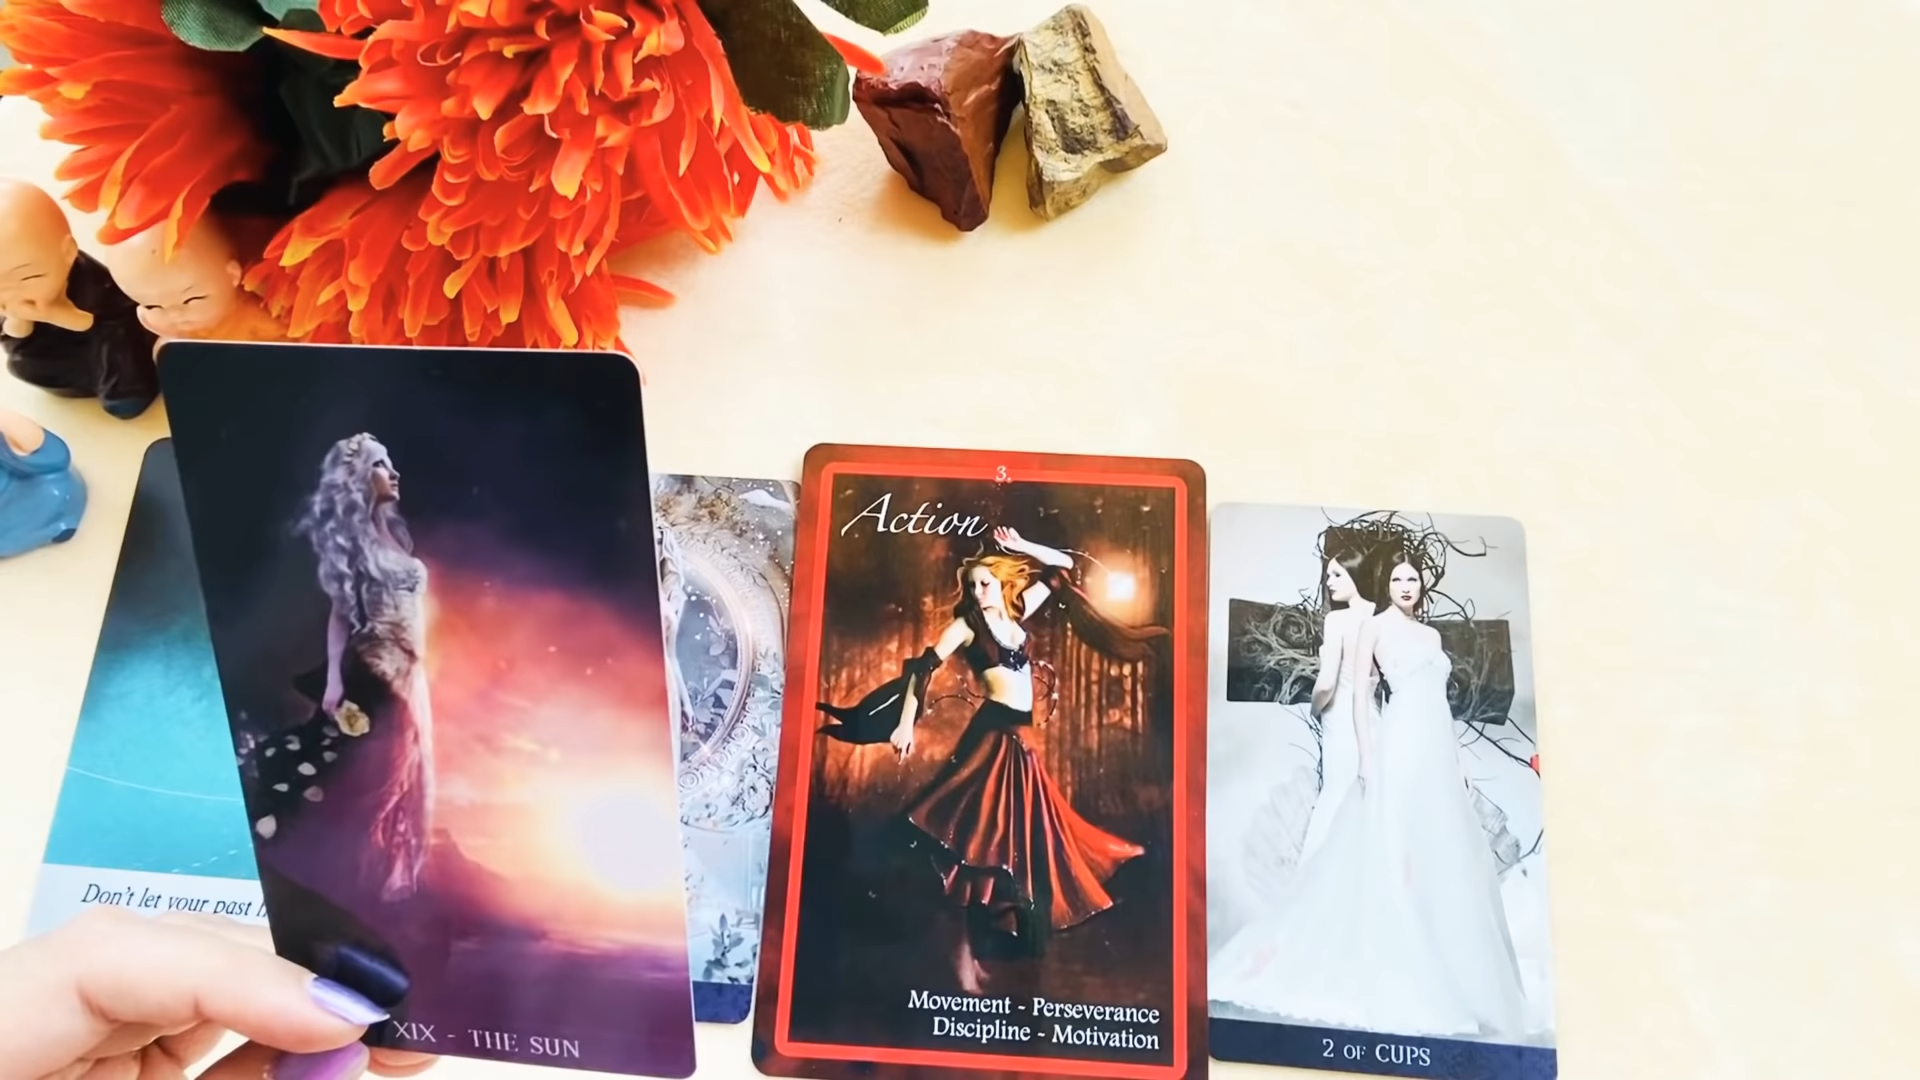 Don't let your past
XIX - THE SUN
3.
Action
Movement - Perseverance
Discipline - Motivation
2 OF CUPS